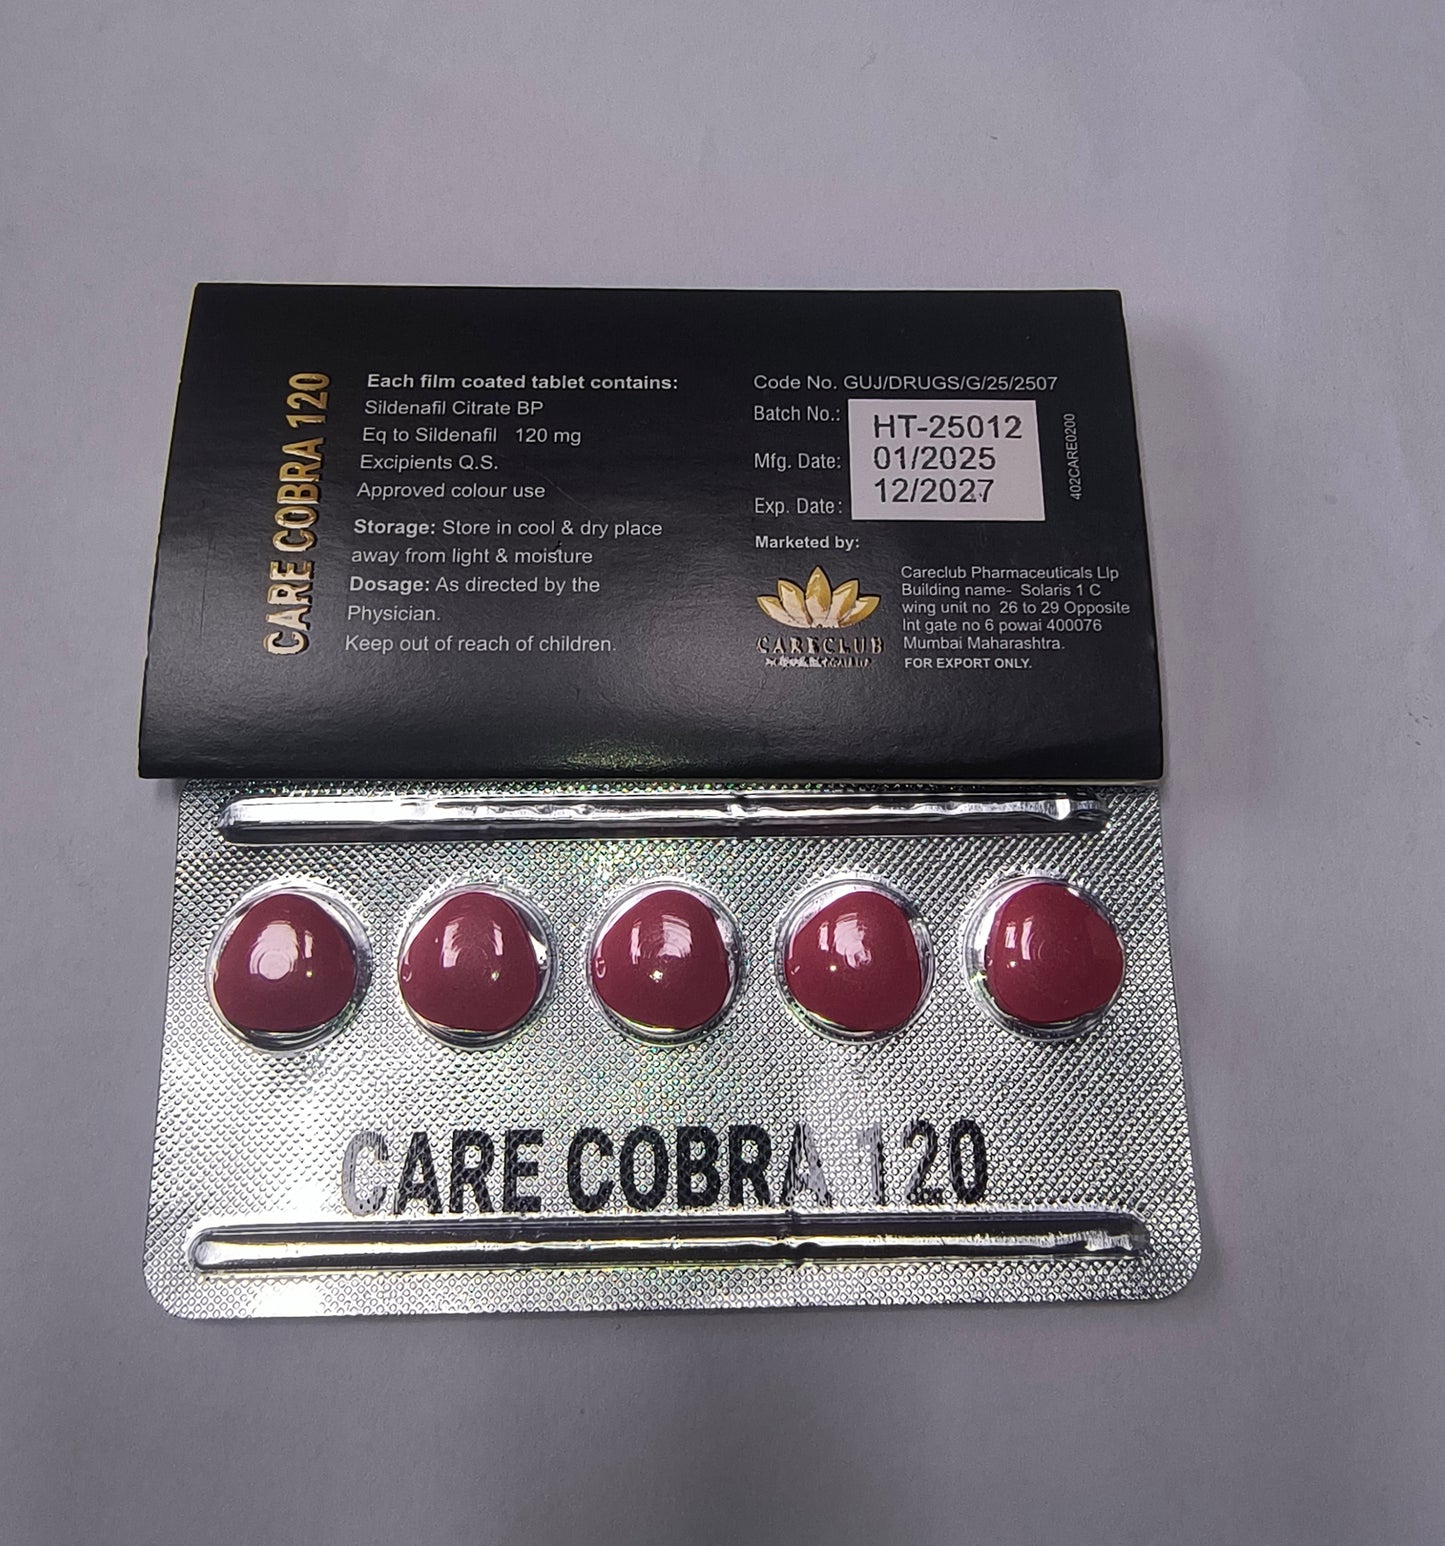 CARE COBRA 120
Each film coated tablet contains:
Sildenafil Citrate BP
Eq to Sildenafil 120 mg
Excipients Q.S.
Approved colour use
Storage: Store in cool & dry place
away from light & moisture
Dosage: As directed by the
Physician.
Keep out of reach of children.
Code No. GUJ/DRUGS/G/25/2507
Batch No.: HT-25012
Mfg. Date: 01/2025
Exp. Date: 12/2027
402CARE0200
Marketed by:
CARECLUB
Careclub Pharmaceuticals Llp
Building name- Solaris 1 C
wing unit no 26 to 29 Opposite
Int gate no 6 powai 400076
Mumbai Maharashtra.
FOR EXPORT ONLY.
CARE COBRA 120